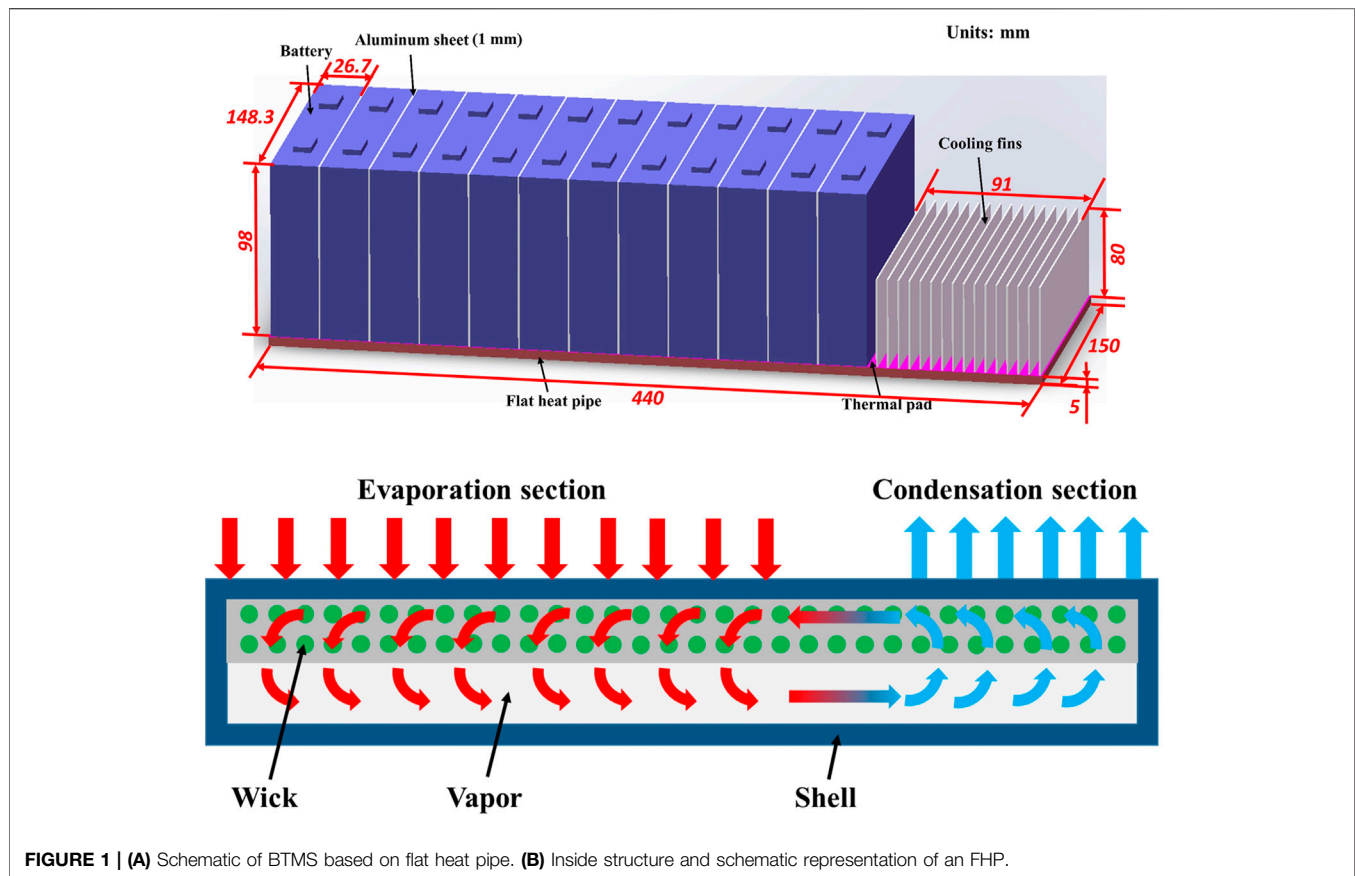 Units: mm
Aluminum sheet (1 mm)
Battery
26.7
148.3
Cooling fins
91
98
80
150
Flat heat pipe
440
Thermal pad
5
Evaporation section
Condensation section
Wick
Vapor
Shell
FIGURE 1 | (A) Schematic of BTMS based on flat heat pipe. (B) Inside structure and schematic representation of an FHP.